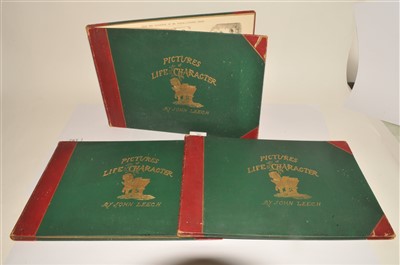 PICTURES
OF
LIFE & CHARACTER
BY JOHN LEECH
PICTURES
OF
LIFE & CHARACTER
BY JOHN LEECH
PICTURES
OF
LIFE & CHARACTER
BY JOHN LEECH